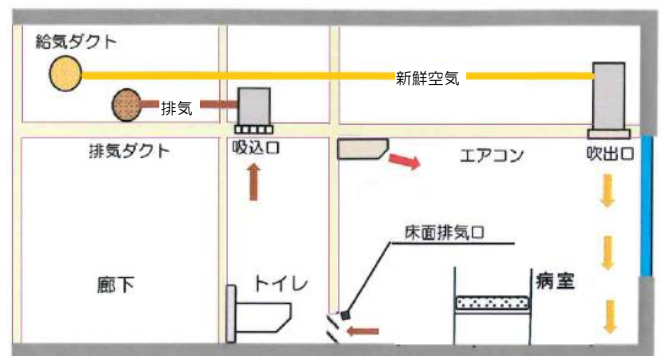 給気ダクト
新鮮空気
排気
排気ダクト
吸込口
エアコン
吹出口
床面排気口
廊下
トイレ
病室